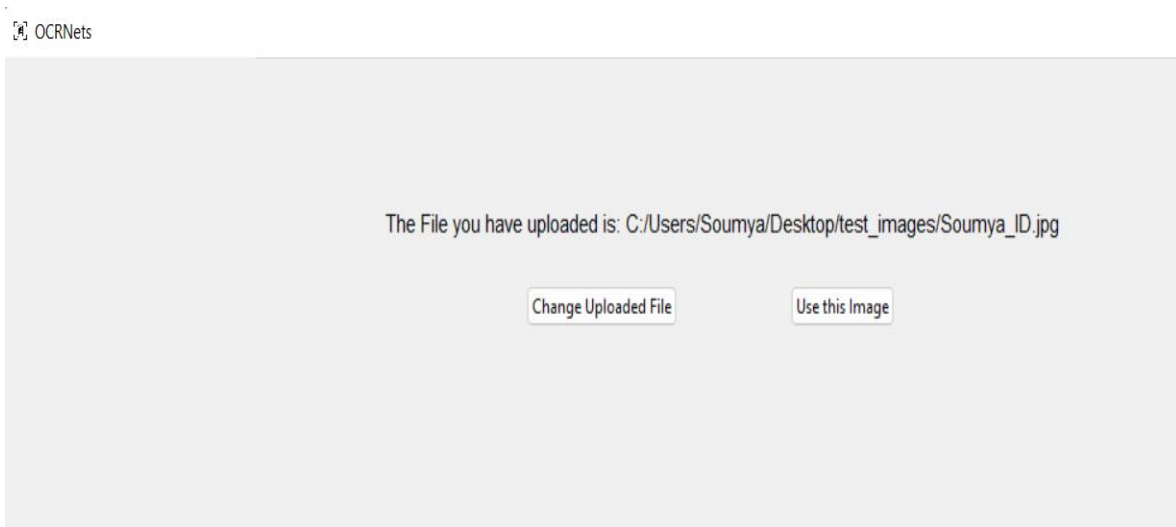 OCRNets
The File you have uploaded is: C:/Users/Soumya/Desktop/test_images/Soumya_ID.jpg
Change Uploaded File
Use this Image